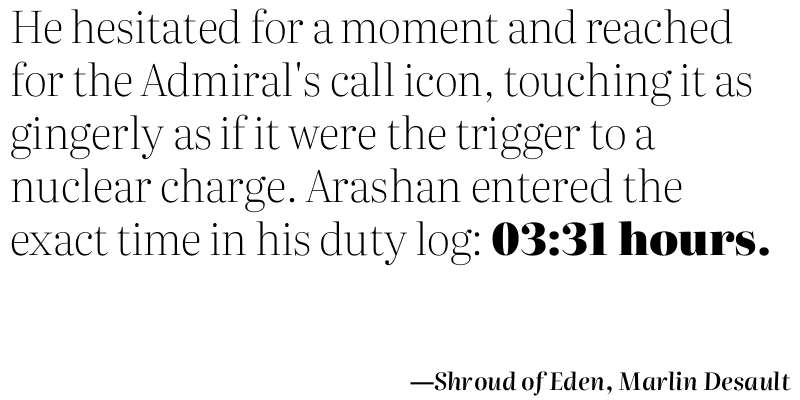 He hesitated for a moment and reached
for the Admiral's call icon, touching it as
gingerly as if it were the trigger to a
nuclear charge. Arashan entered the
exact time in his duty log: 03:31 hours.
—Shroud of Eden, Marlin Desault